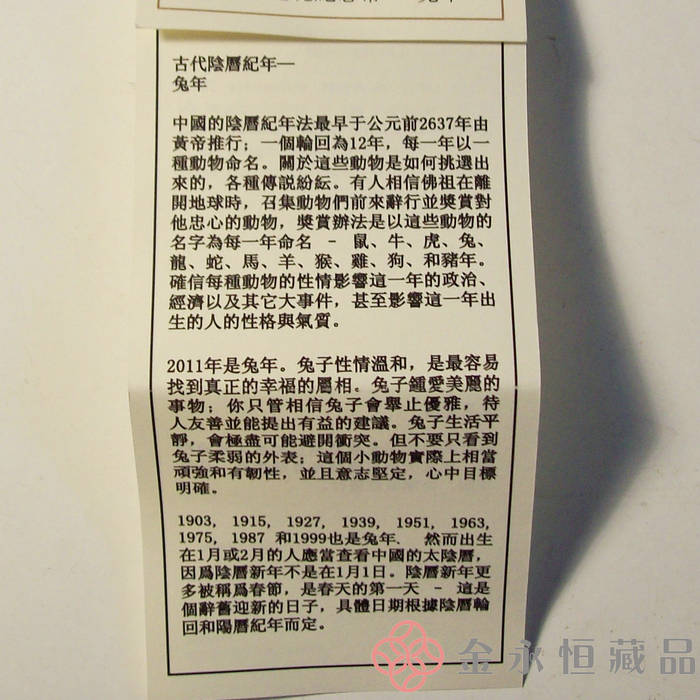 古代陰曆紀年—
兔年
中國的陰曆紀年法最早于公元前2637年由
黃帝推行；一個輪回為12年，每一年以一
種動物命名。關於這些動物是如何挑選出
來的，各種傳説紛紜。有人相信佛祖在離
開地球時，召集動物們前來辭行並獎賞對
他忠心的動物，獎賞辦法是以這些動物的
名字為每一年命名 – 鼠、牛、虎、兔、
龍、蛇、馬、羊、猴、雞、狗、和豬年。
確信每種動物的性情影響這一年的政治、
經濟以及其它大事件，甚至影響這一年出
生的人的性格與氣質。
2011年是兔年。兔子性情溫和，是最容易
找到真正的幸福的屬相。兔子鍾愛美麗的
事物；你只管相信兔子會舉止優雅，待
人友善並能提出有益的建議。兔子生活平
靜，會極盡可能避開衝突。但不要只看到
兔子柔弱的外表；這個小動物實際上相當
頑強和有韌性，並且意志堅定，心中目標
明確。
1903, 1915, 1927, 1939, 1951, 1963,
1975, 1987 和1999也是兔年. 然而出生
在1月或2月的人應當查看中國的太陰曆，
因爲陰曆新年不是在1月1日。陰曆新年更
多被稱爲春節，是春天的第一天 – 這是
個辭舊迎新的日子，具體日期根據陰曆輪
回和陽曆紀年而定。
金永恒藏品